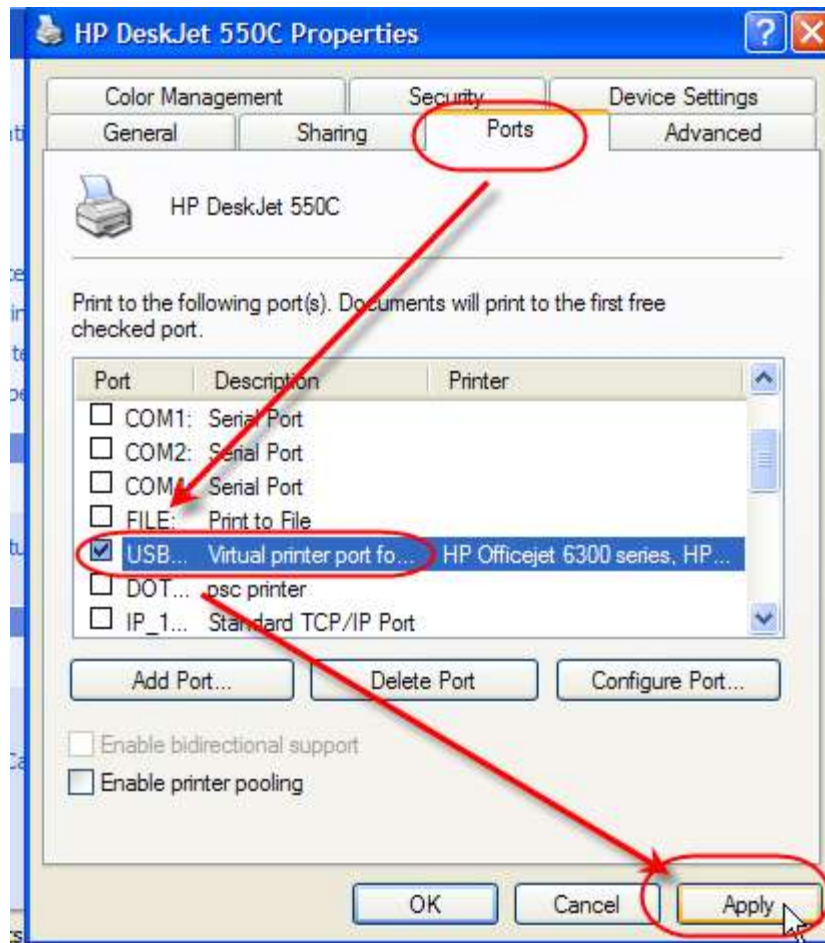 HP DeskJet 550C Properties
Color Management Security Device Settings
General Sharing Ports Advanced
HP DeskJet 550C
Print to the following port(s). Documents will print to the first free
checked port.
Port Description Printer
COM1: Serial Port
COM2: Serial Port
COM4: Serial Port
FILE: Print to File
USB... Virtual printer port fo... HP Officejet 6300 series, HP...
DOT... psc printer
IP_1... Standard TCP/IP Port
Add Port... Delete Port Configure Port...
Enable bidirectional support
Enable printer pooling
OK Cancel Apply